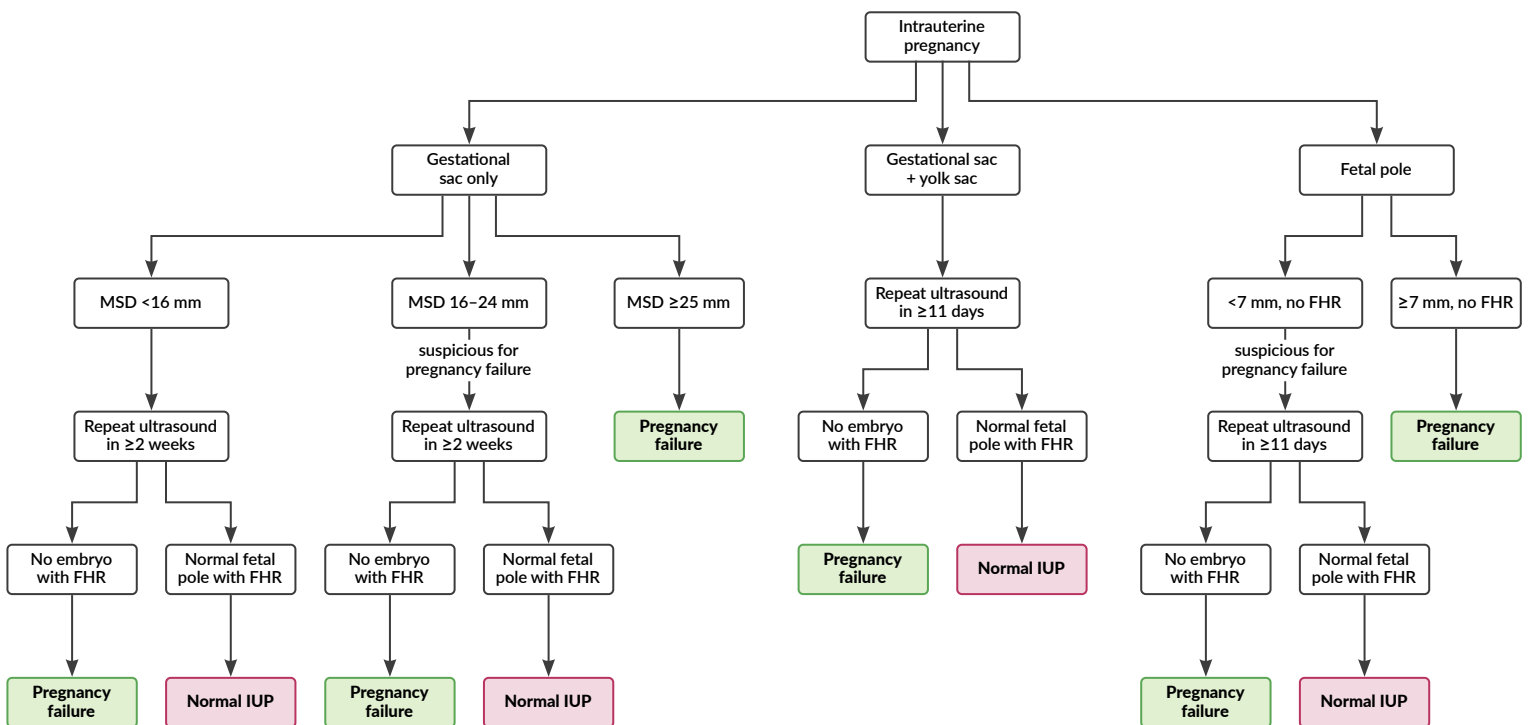 Intrauterine
pregnancy
Gestational
sac only
Gestational sac
+ yolk sac
Fetal pole
MSD <16 mm
MSD 16–24 mm
MSD ≥25 mm
Repeat ultrasound
in ≥11 days
<7 mm, no FHR
≥7 mm, no FHR
suspicious for
pregnancy failure
suspicious for
pregnancy failure
Repeat ultrasound
in ≥2 weeks
Repeat ultrasound
in ≥2 weeks
Pregnancy
failure
No embryo
with FHR
Normal fetal
pole with FHR
Repeat ultrasound
in ≥11 days
Pregnancy
failure
No embryo
with FHR
Normal fetal
pole with FHR
No embryo
with FHR
Normal fetal
pole with FHR
Pregnancy
failure
Normal IUP
No embryo
with FHR
Normal fetal
pole with FHR
Pregnancy
failure
Normal IUP
Pregnancy
failure
Normal IUP
Pregnancy
failure
Normal IUP